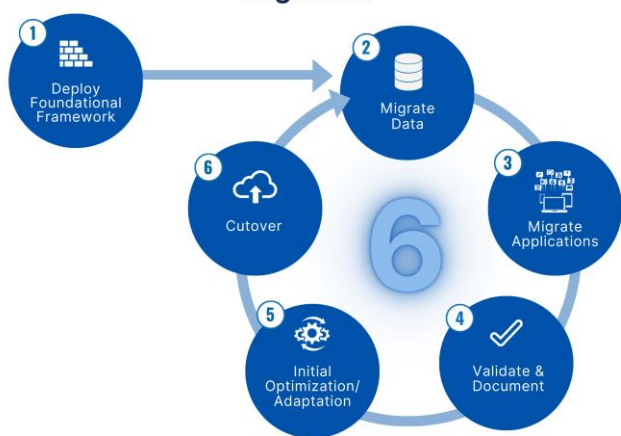 1
Deploy
Foundational
Framework
2
Migrate
Data
3
Migrate
Applications
4
Validate &
Document
5
Initial
Optimization/
Adaptation
6
Cutover
6